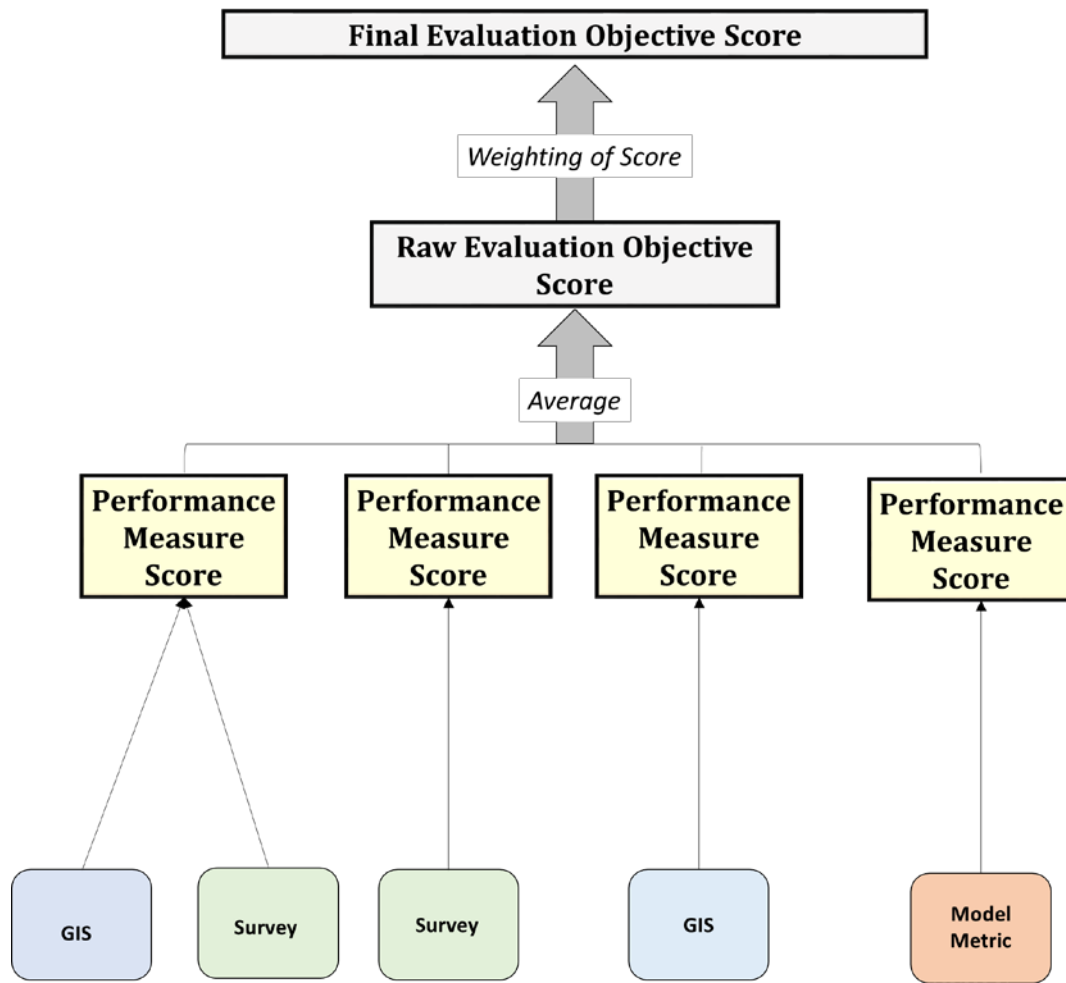 Final Evaluation Objective Score
Weighting of Score
Raw Evaluation Objective
Score
Average
Performance
Measure
Score
Performance
Measure
Score
Performance
Measure
Score
Performance
Measure
Score
GIS
Survey
Survey
GIS
Model
Metric